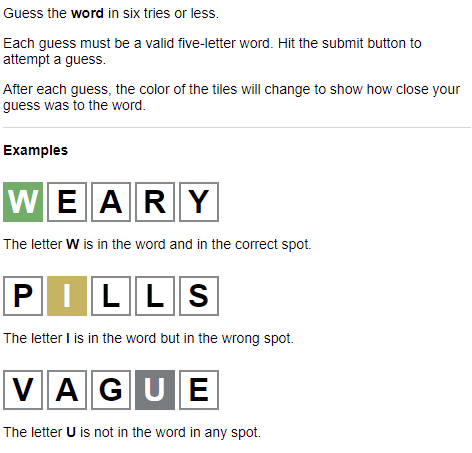 Guess the word in six tries or less.
Each guess must be a valid five-letter word. Hit the submit button to
attempt a guess.
After each guess, the color of the tiles will change to show how close your
guess was to the word.
Examples
W E A R Y
The letter W is in the word and in the correct spot.
P I L L S
The letter I is in the word but in the wrong spot.
V A G U E
The letter U is not in the word in any spot.